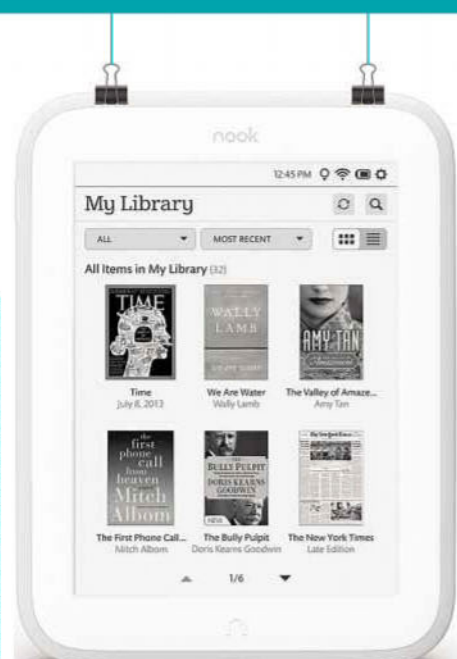 nook
12:45 PM
My Library
ALL MOST RECENT
All Items in My Library (32)
TIME
WALLY
LAMB
WE ARE WATER
AMY TAN
Time
July 8, 2013
We Are Water
Wally Lamb
The Valley of Amaze...
Amy Tan
the
first
phone
call
from
heaven
Mitch
Albom
THE
BULLY PULPIT
DORIS KEARNS
GOODWIN
NEW
The New York Times
The First Phone Call...
Mitch Albom
The Bully Pulpit
Doris Kearns Goodwin
The New York Times
Late Edition
1/6